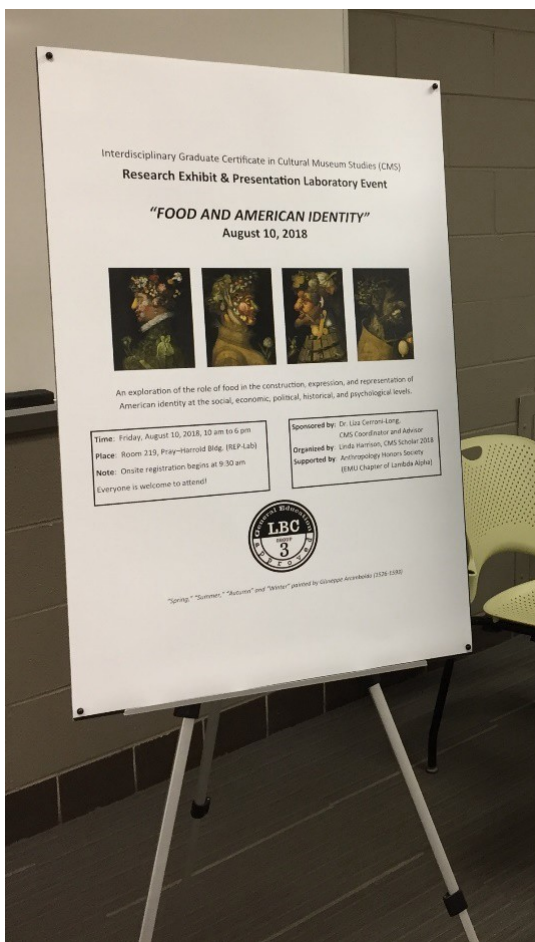 Interdisciplinary Graduate Certificate in Cultural Museum Studies (CMS)
Research Exhibit & Presentation Laboratory Event
“FOOD AND AMERICAN IDENTITY”
August 10, 2018
An exploration of the role of food in the construction, expression, and representation of
American identity at the social, economic, political, historical, and psychological levels.
Time: Friday, August 10, 2018, 10 am to 6 pm
Place: Room 219, Pray–Harrold Bldg. (REP-Lab)
Note: Onsite registration begins at 9:30 am
Everyone is welcome to attend!
Sponsored by: Dr. Liza Cerroni-Long,
CMS Coordinator and Advisor
Organized by: Linda Harrison, CMS Scholar 2018
Supported by: Anthropology Honors Society
(EMU Chapter of Lambda Alpha)
General Education
LBC
GROUP
3
approved
"Spring," "Summer," "Autumn" and "Winter" painted by Giuseppe Arcimboldo (1526-1593)